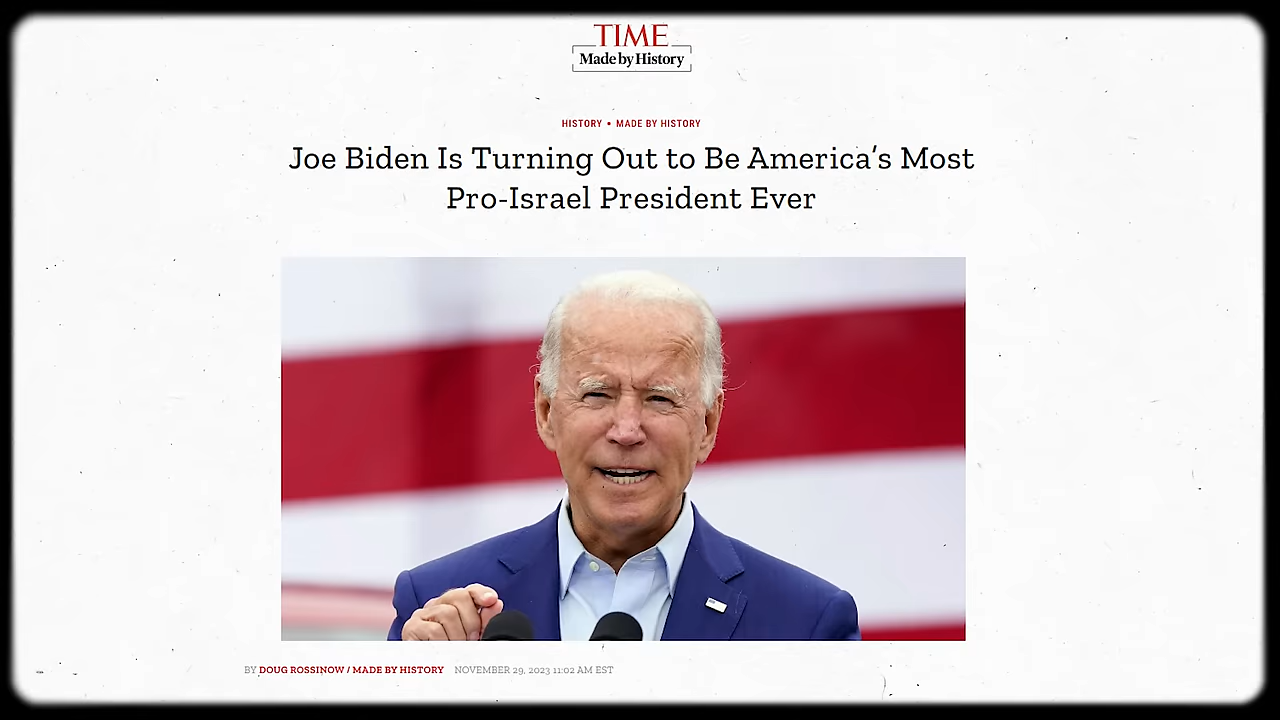 TIME
Made by History
HISTORY • MADE BY HISTORY
Joe Biden Is Turning Out to Be America's Most
Pro-Israel President Ever
BY DOUG ROSSINOW / MADE BY HISTORY NOVEMBER 29, 2023 11:02 AM EST